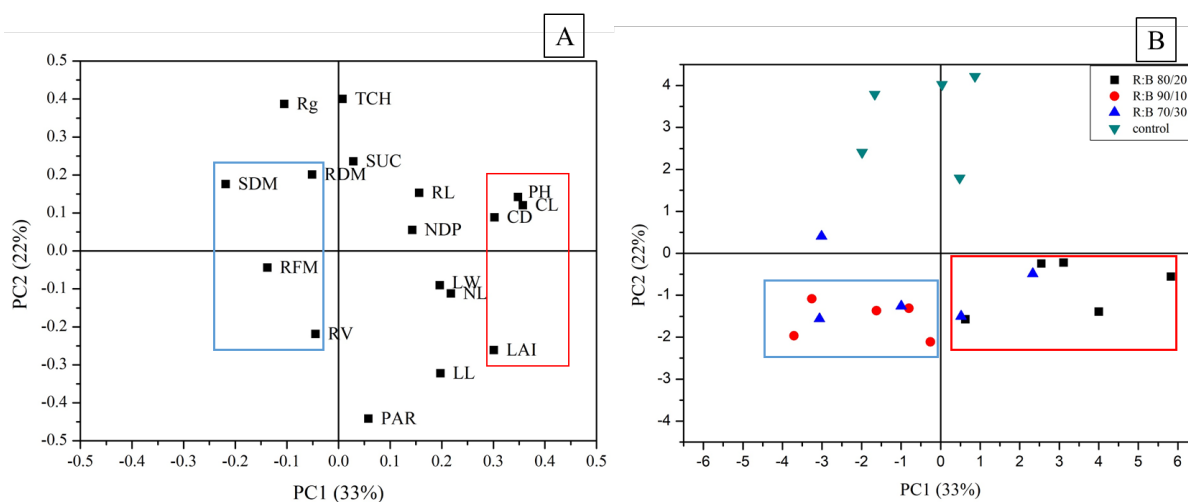 A
0.5
0.4
0.3
0.2
0.1
0.0
-0.1
-0.2
-0.3
-0.4
-0.5
PC2 (22%)
Rg
TCH
SUC
SDM
RDM
RL
PH
CL
CD
NDP
RFM
LW
NL
RV
LAI
LL
PAR
-0.5 -0.4 -0.3 -0.2 -0.1 0.0 0.1 0.2 0.3 0.4 0.5
PC1 (33%)
B
R:B 80/20
R:B 90/10
R:B 70/30
control
4
3
2
1
0
-1
-2
-3
-4
PC2 (22%)
-6 -5 -4 -3 -2 -1 0 1 2 3 4 5 6
PC1 (33%)